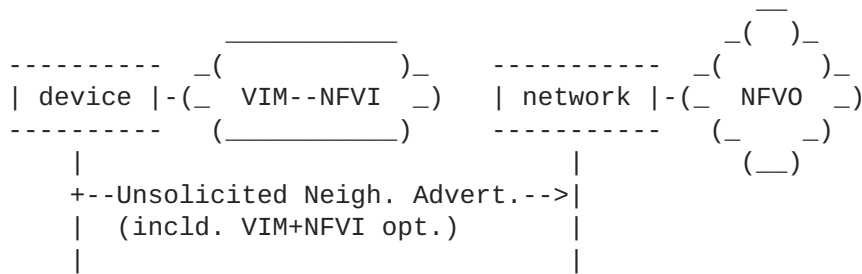 device VIM--NFVI network NFVO
+--Unsolicited Neigh. Advert.-->
(incld. VIM+NFVI opt.)